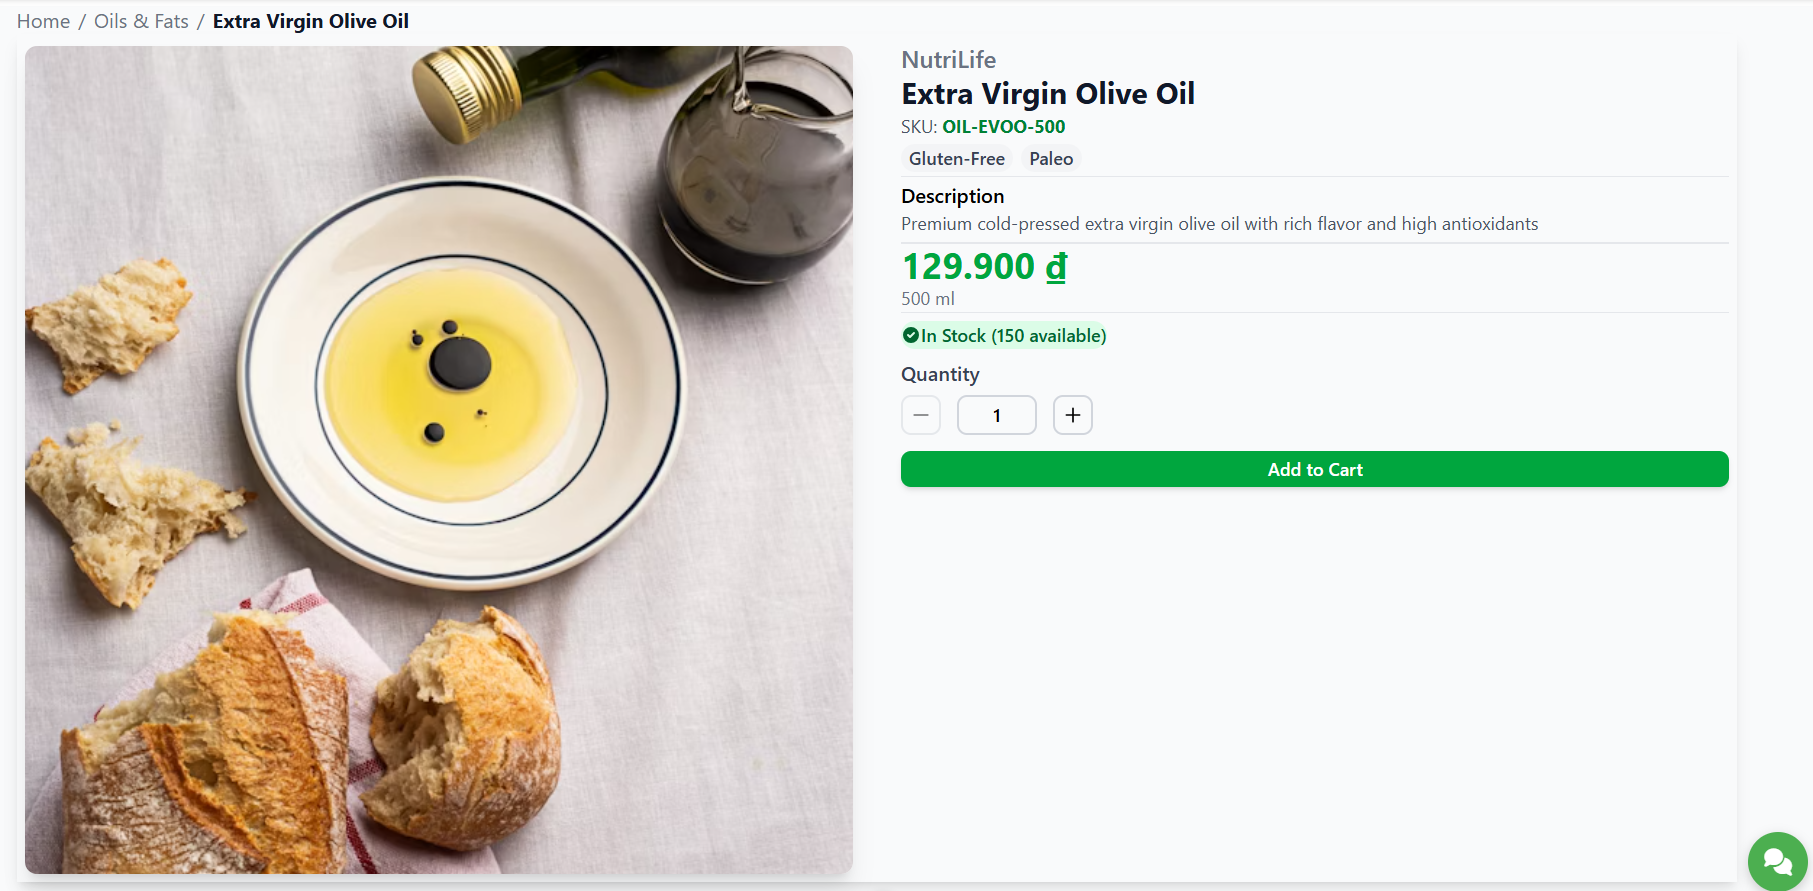 Home / Oils & Fats / Extra Virgin Olive Oil
NutriLife
Extra Virgin Olive Oil
SKU: OIL-EVOO-500
Gluten-Free Paleo
Description
Premium cold-pressed extra virgin olive oil with rich flavor and high antioxidants
129.900 ₫
500 ml
In Stock (150 available)
Quantity
1
Add to Cart